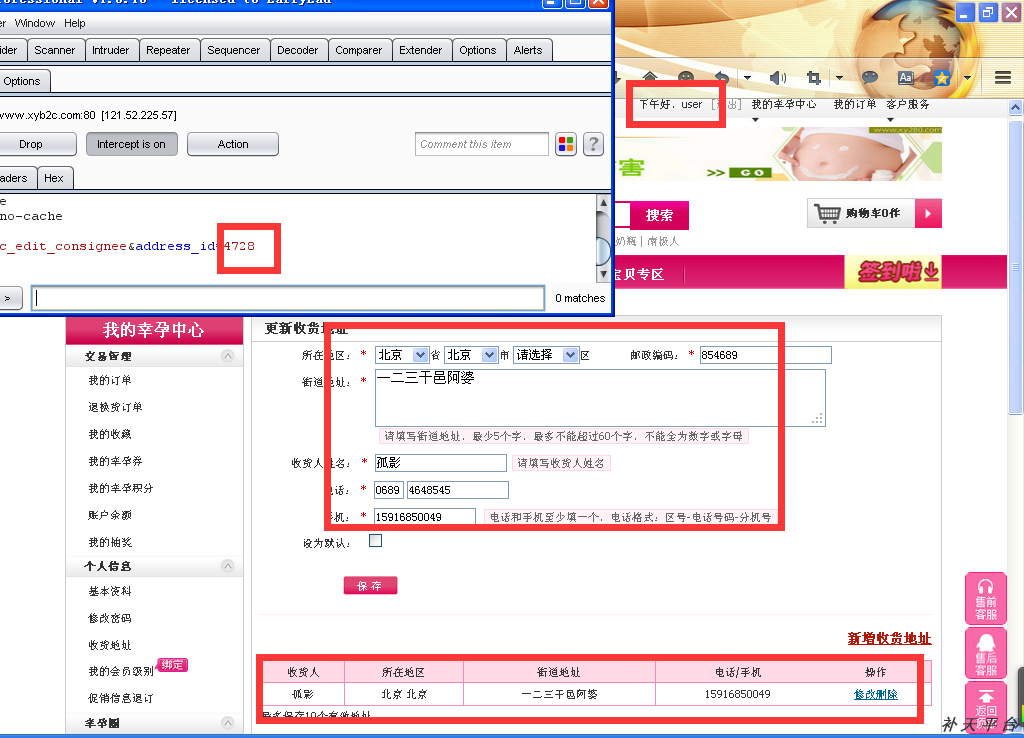 Window Help
Scanner Intruder Repeater Sequencer Decoder Comparer Extender Options Alerts
Options
www.xyb2c.com:80 [121.52.225.57]
Drop Intercept is on Action Comment this item ?
Hex
no-cache
c_edit_consignee&address_id=4728
> 0 matches
下午好，user 我的幸孕中心 我的订单 客户服务
www.xy280.com
害 >> GO
搜索 购物车0件
奶瓶 | 南极人
宝贝专区 签到啦
我的幸孕中心 更新收货地址
交易管理
我的订单
退换货订单
我的收藏
我的幸孕券
我的幸孕积分
账户余额
我的抽奖
个人信息
基本资料
修改密码
收货地址
我的会员级别 绑定
促销信息退订
幸孕圈
所在地区： * 北京 省 北京 市 请选择 区 邮政编码： * 854689
街道地址： * 一二三干邑阿婆
请填写街道地址，最少5个字，最多不能超过60个字，不能全为数字或字母
收货人姓名： * 孤影 请填写收货人姓名
电话： * 0689 4648545
手机： * 15916850049 电话和手机至少填一个，电话格式：区号-电话号码-分机号
设为默认：
保存
新增收货地址
收货人 所在地区 街道地址 电话/手机 操作
孤影 北京 北京 一二三干邑阿婆 15916850049 修改删除
最多保存10个有效地址
售前客服
售后客服
返回
补天平台